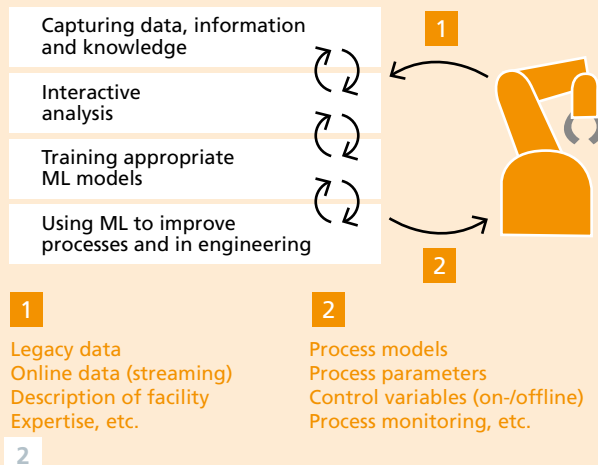 Capturing data, information
and knowledge
1
Interactive
analysis
Training appropriate
ML models
Using ML to improve
processes and in engineering
2
1
Legacy data
Online data (streaming)
Description of facility
Expertise, etc.
2
Process models
Process parameters
Control variables (on-/offline)
Process monitoring, etc.
2